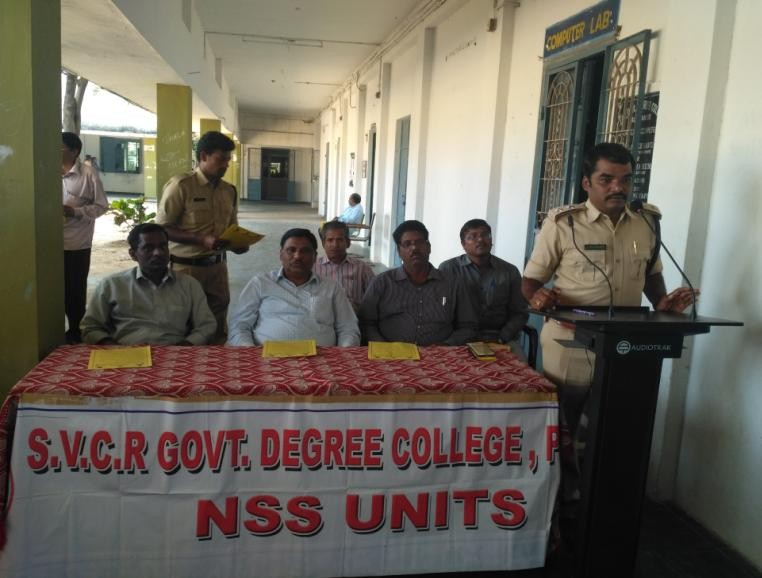 COMPUTER LAB.
AUDIOTRAK
S.V.C.R GOVT. DEGREE COLLEGE , P
NSS UNITS